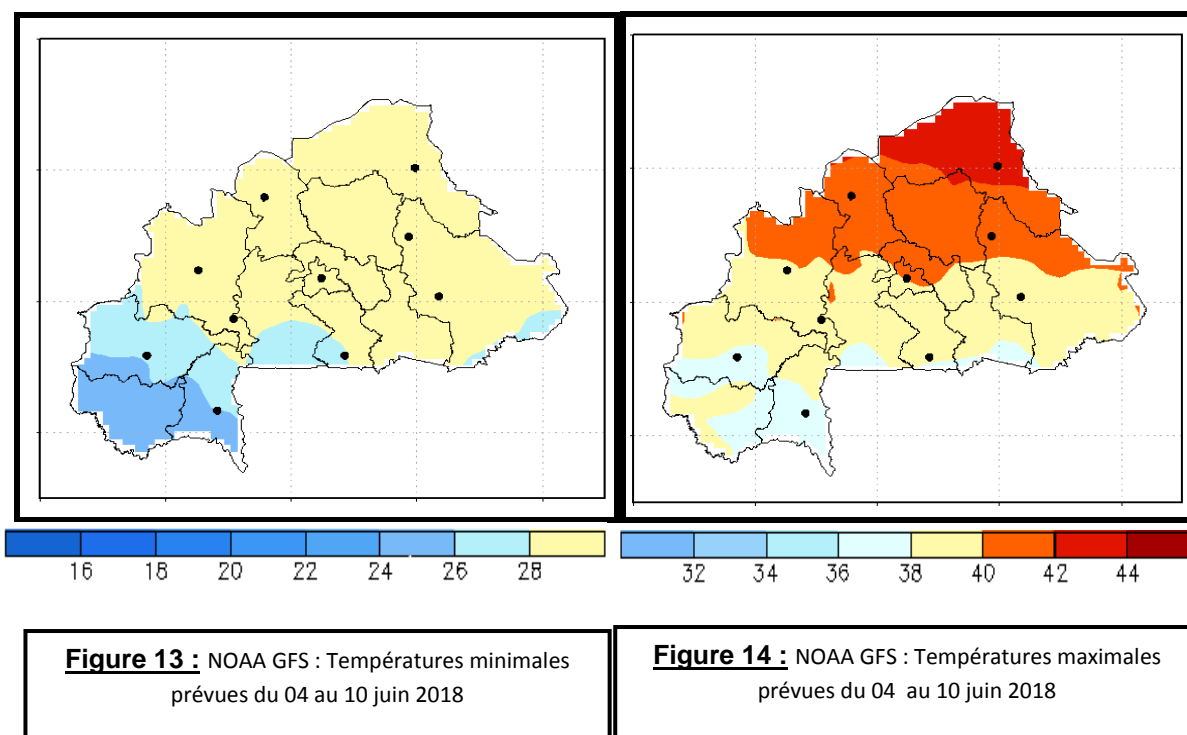 16 18 20 22 24 26 28
32 34 36 38 40 42 44
Figure 13 : NOAA GFS : Températures minimales
prévues du 04 au 10 juin 2018
Figure 14 : NOAA GFS : Températures maximales
prévues du 04 au 10 juin 2018